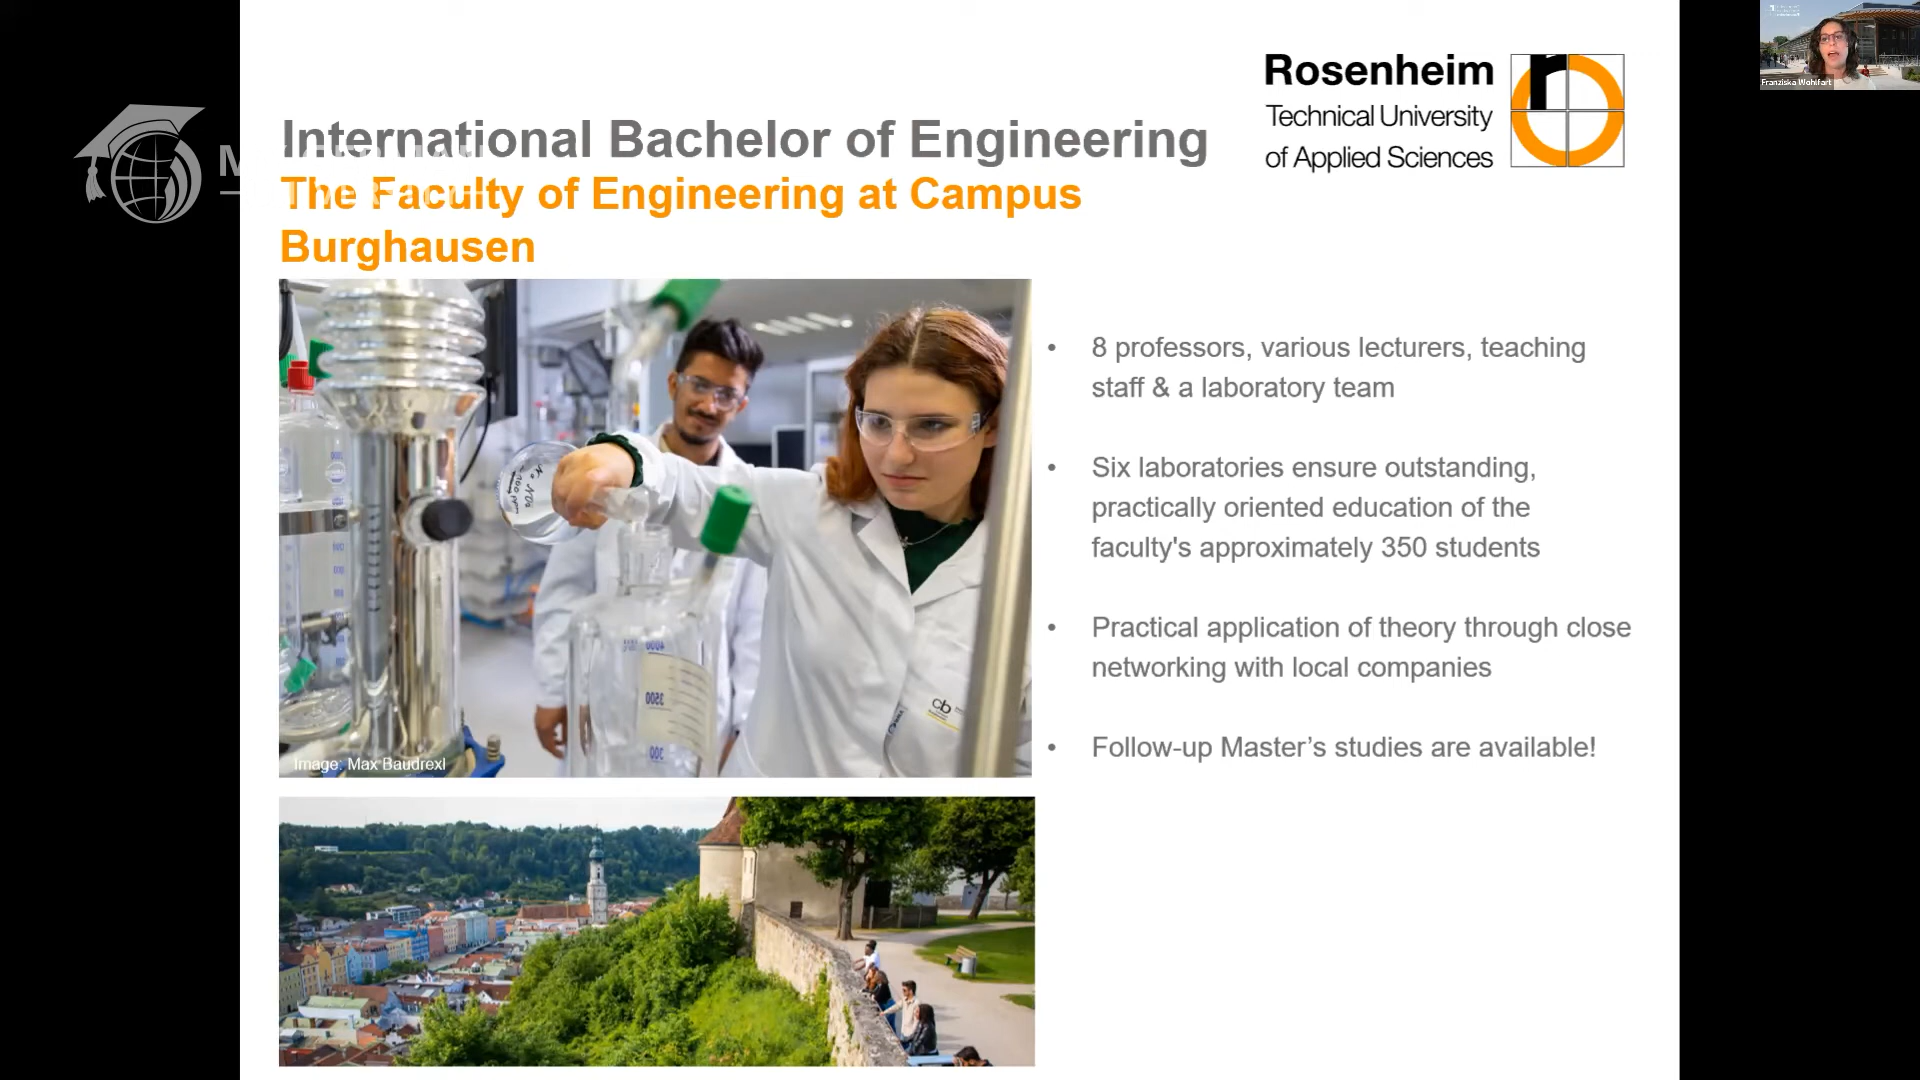 Rosenheim
Technical University
of Applied Sciences
International Bachelor of Engineering
The Faculty of Engineering at Campus
Burghausen
• 8 professors, various lecturers, teaching
staff & a laboratory team
• Six laboratories ensure outstanding,
practically oriented education of the
faculty's approximately 350 students
• Practical application of theory through close
networking with local companies
• Follow-up Master’s studies are available!
3500
Image: Max Baudrexl
Franziska Wohlfart